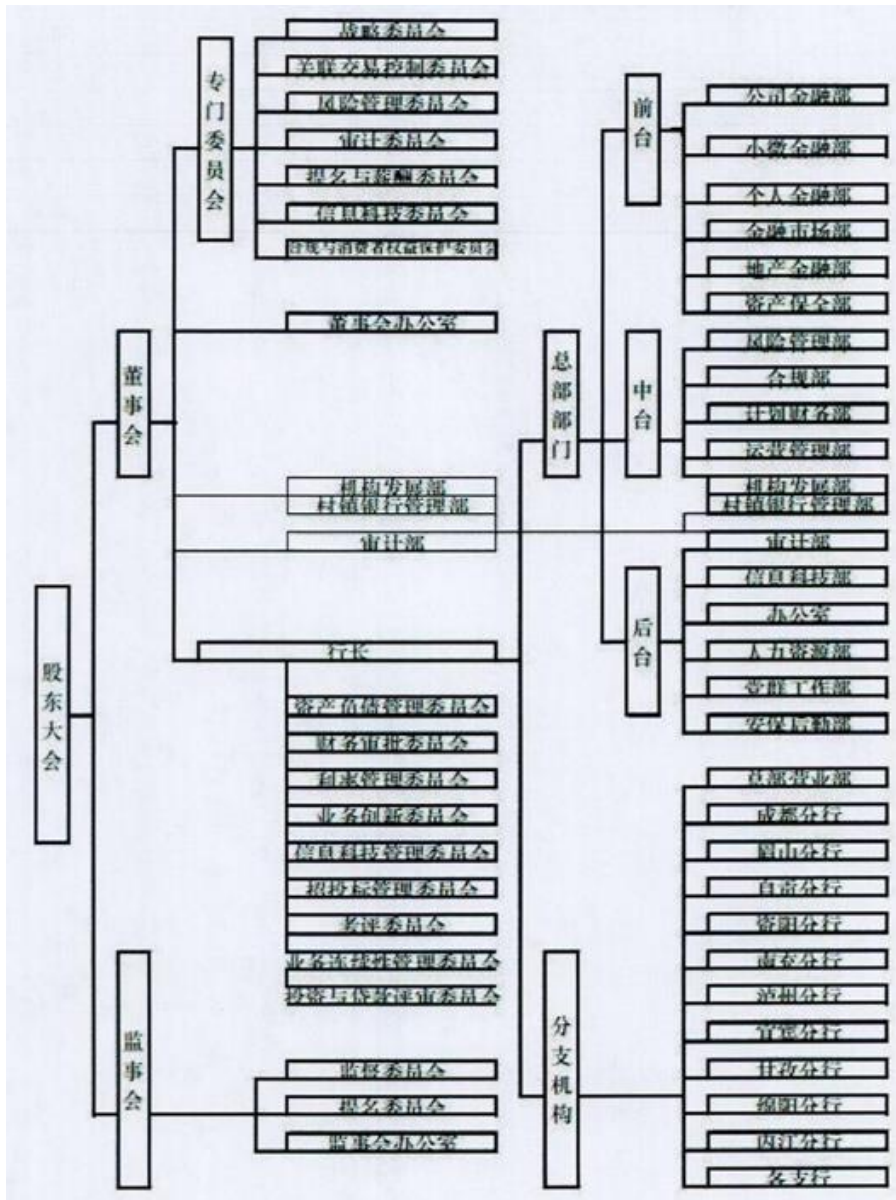 股东大会
董事会
监事会
专门委员会
战略委员会
关联交易控制委员会
风险管理委员会
审计委员会
提名与薪酬委员会
信息科技委员会
合规与消费者权益保护委员会
董事会办公室
机构发展部
村镇银行管理部
审计部
行长
资产负债管理委员会
财务审批委员会
利率管理委员会
业务创新委员会
信息科技管理委员会
招投标管理委员会
考评委员会
业务连续性管理委员会
投资与贷款评审委员会
监督委员会
提名委员会
监事会办公室
总部部门
分支机构
前台
中台
后台
公司金融部
小微金融部
个人金融部
金融市场部
地产金融部
资产保全部
风险管理部
合规部
计划财务部
运营管理部
机构发展部
村镇银行管理部
审计部
信息科技部
办公室
人力资源部
党群工作部
安保后勤部
总部营业部
成都分行
眉山分行
自贡分行
资阳分行
南充分行
泸州分行
宜宾分行
甘孜分行
绵阳分行
内江分行
各支行